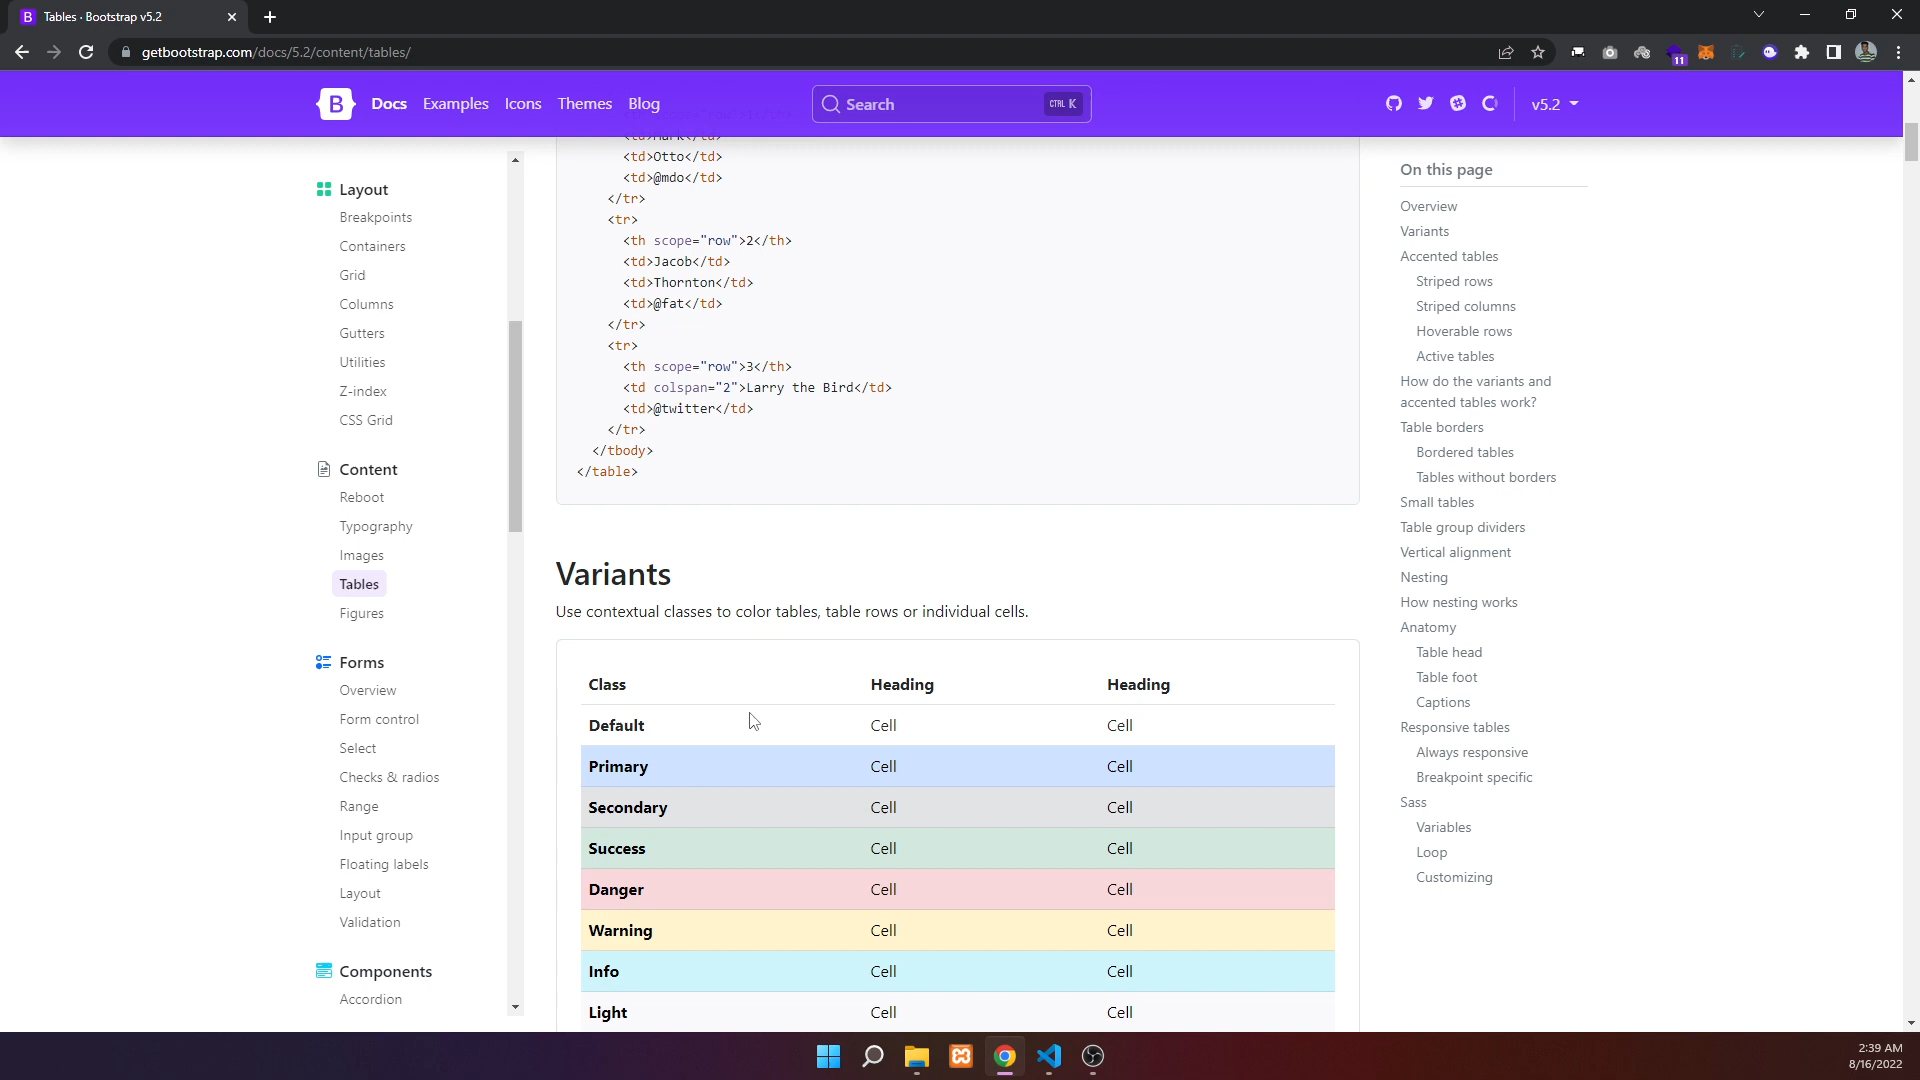 Tables · Bootstrap v5.2
getbootstrap.com/docs/5.2/content/tables/
11
B
Docs
Examples
Icons
Themes
Blog
Search
CTRL K
v5.2
Layout
Breakpoints
Containers
Grid
Columns
Gutters
Utilities
Z-index
CSS Grid
Content
Reboot
Typography
Images
Tables
Figures
Forms
Overview
Form control
Select
Checks & radios
Range
Input group
Floating labels
Layout
Validation
Components
Accordion
<td>Mark</td>
<td>Otto</td>
<td>@mdo</td>
</tr>
<tr>
<th scope="row">2</th>
<td>Jacob</td>
<td>Thornton</td>
<td>@fat</td>
</tr>
<tr>
<th scope="row">3</th>
<td colspan="2">Larry the Bird</td>
<td>@twitter</td>
</tr>
</tbody>
</table>
Variants
Use contextual classes to color tables, table rows or individual cells.
Class Heading Heading
Default Cell Cell
Primary Cell Cell
Secondary Cell Cell
Success Cell Cell
Danger Cell Cell
Warning Cell Cell
Info Cell Cell
Light Cell Cell
On this page
Overview
Variants
Accented tables
Striped rows
Striped columns
Hoverable rows
Active tables
How do the variants and
accented tables work?
Table borders
Bordered tables
Tables without borders
Small tables
Table group dividers
Vertical alignment
Nesting
How nesting works
Anatomy
Table head
Table foot
Captions
Responsive tables
Always responsive
Breakpoint specific
Sass
Variables
Loop
Customizing
2:39 AM
8/16/2022